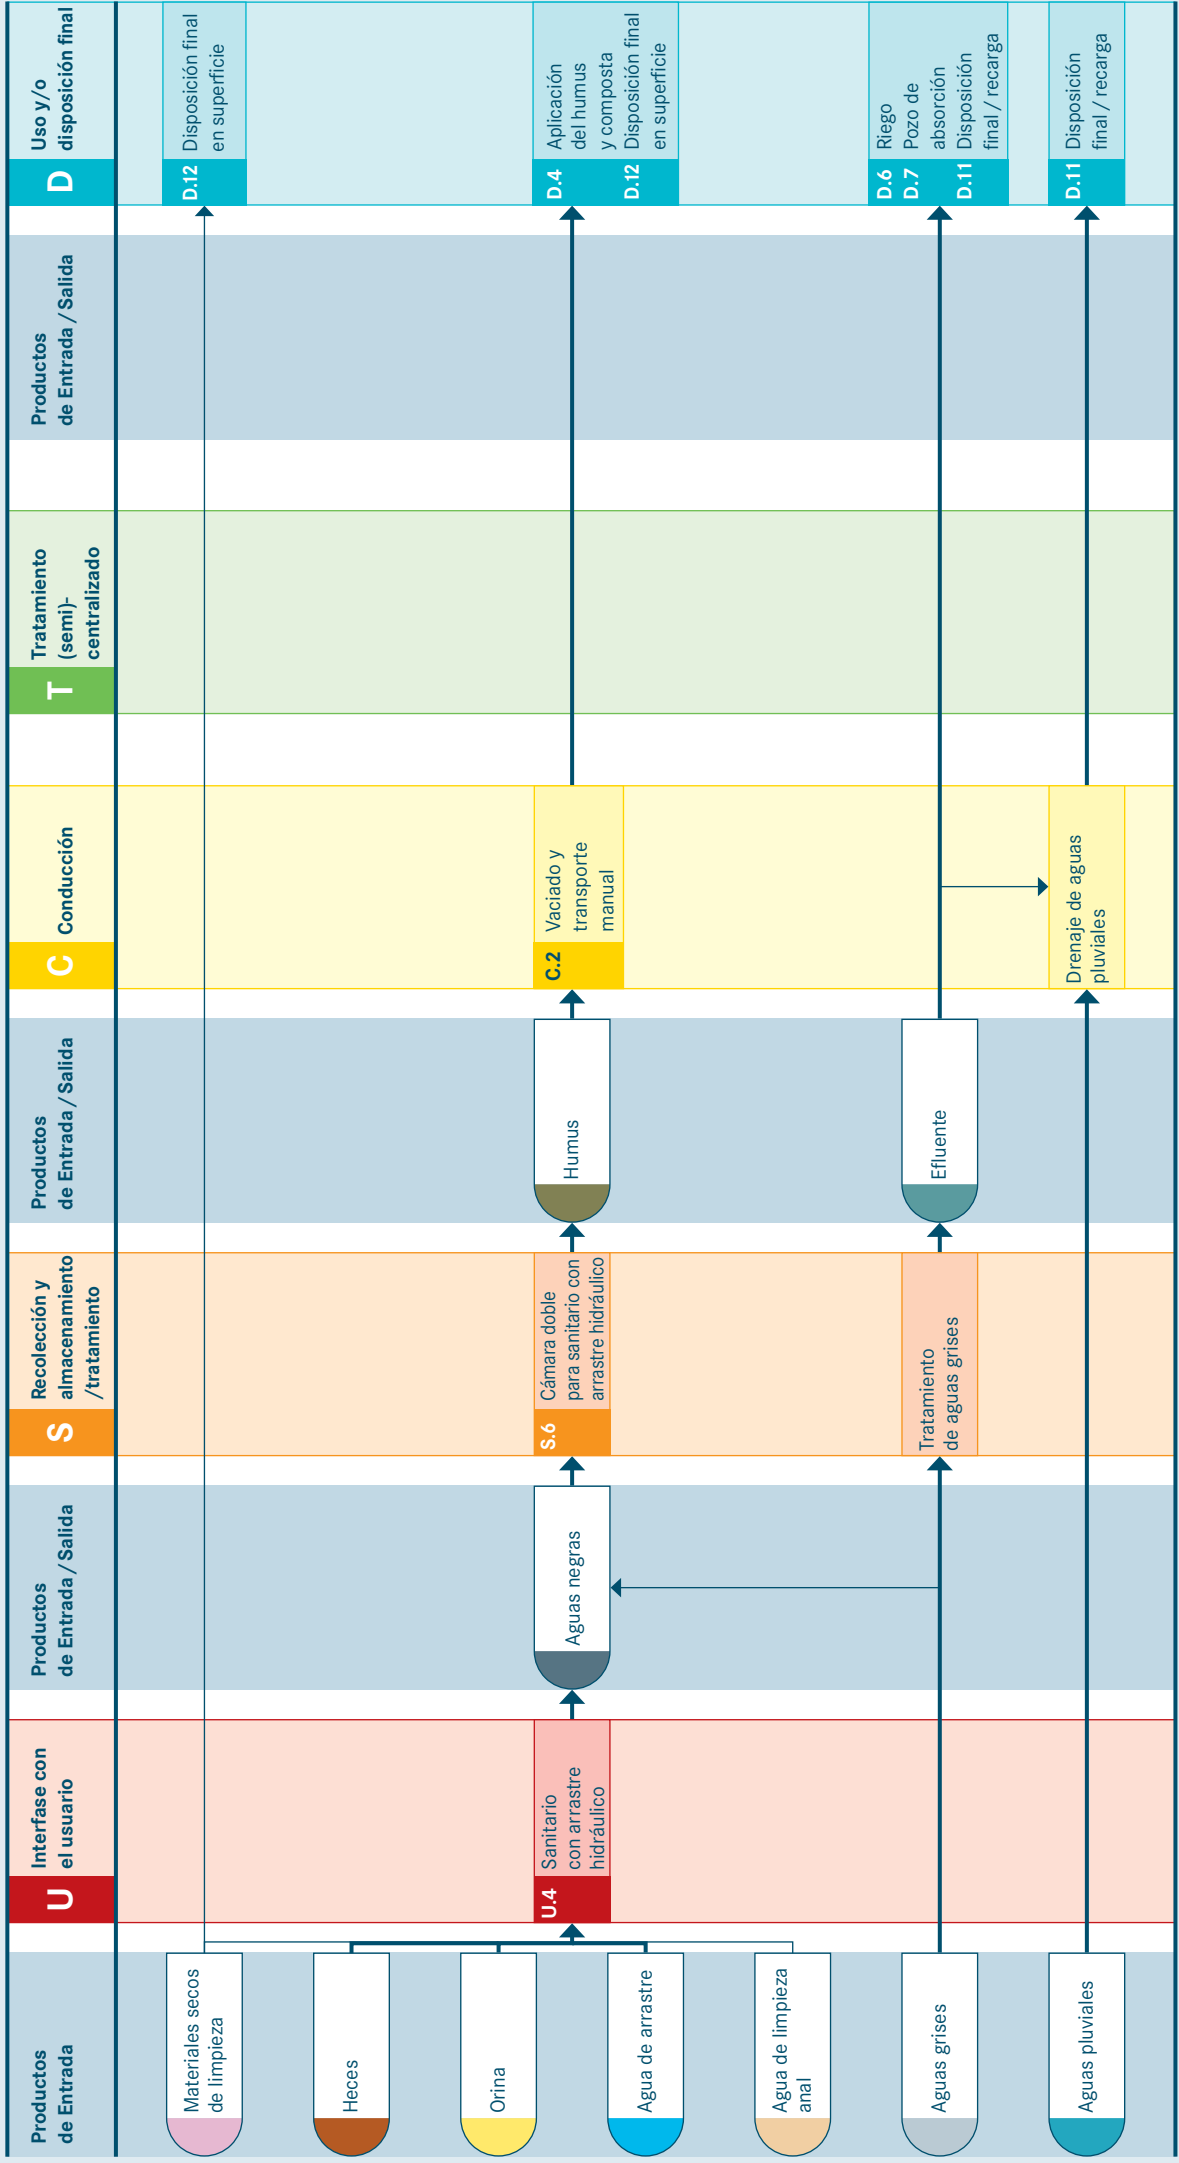 Productos
de Entrada
U
Interfase con
el usuario
Productos
de Entrada / Salida
S
Recolección y
almacenamiento
/tratamiento
Productos
de Entrada / Salida
C
Conducción
T
Tratamiento
(semi)-
centralizado
Productos
de Entrada / Salida
D
Uso y/o
disposición final
Materiales secos
de limpieza
D.12
Disposición final
en superficie
Heces
Orina
Agua de arrastre
Agua de limpieza
anal
U.4
Sanitario
con arrastre
hidráulico
Aguas negras
S.6
Cámara doble
para sanitario con
arrastre hidráulico
Humus
C.2
Vaciado y
transporte
manual
D.4
Aplicación
del humus
y composta
D.12
Disposición final
en superficie
Aguas grises
Tratamiento
de aguas grises
Efluente
D.6
Riego
D.7
Pozo de
absorción
D.11
Disposición
final / recarga
Aguas pluviales
Drenaje de aguas
pluviales
D.11
Disposición
final / recarga